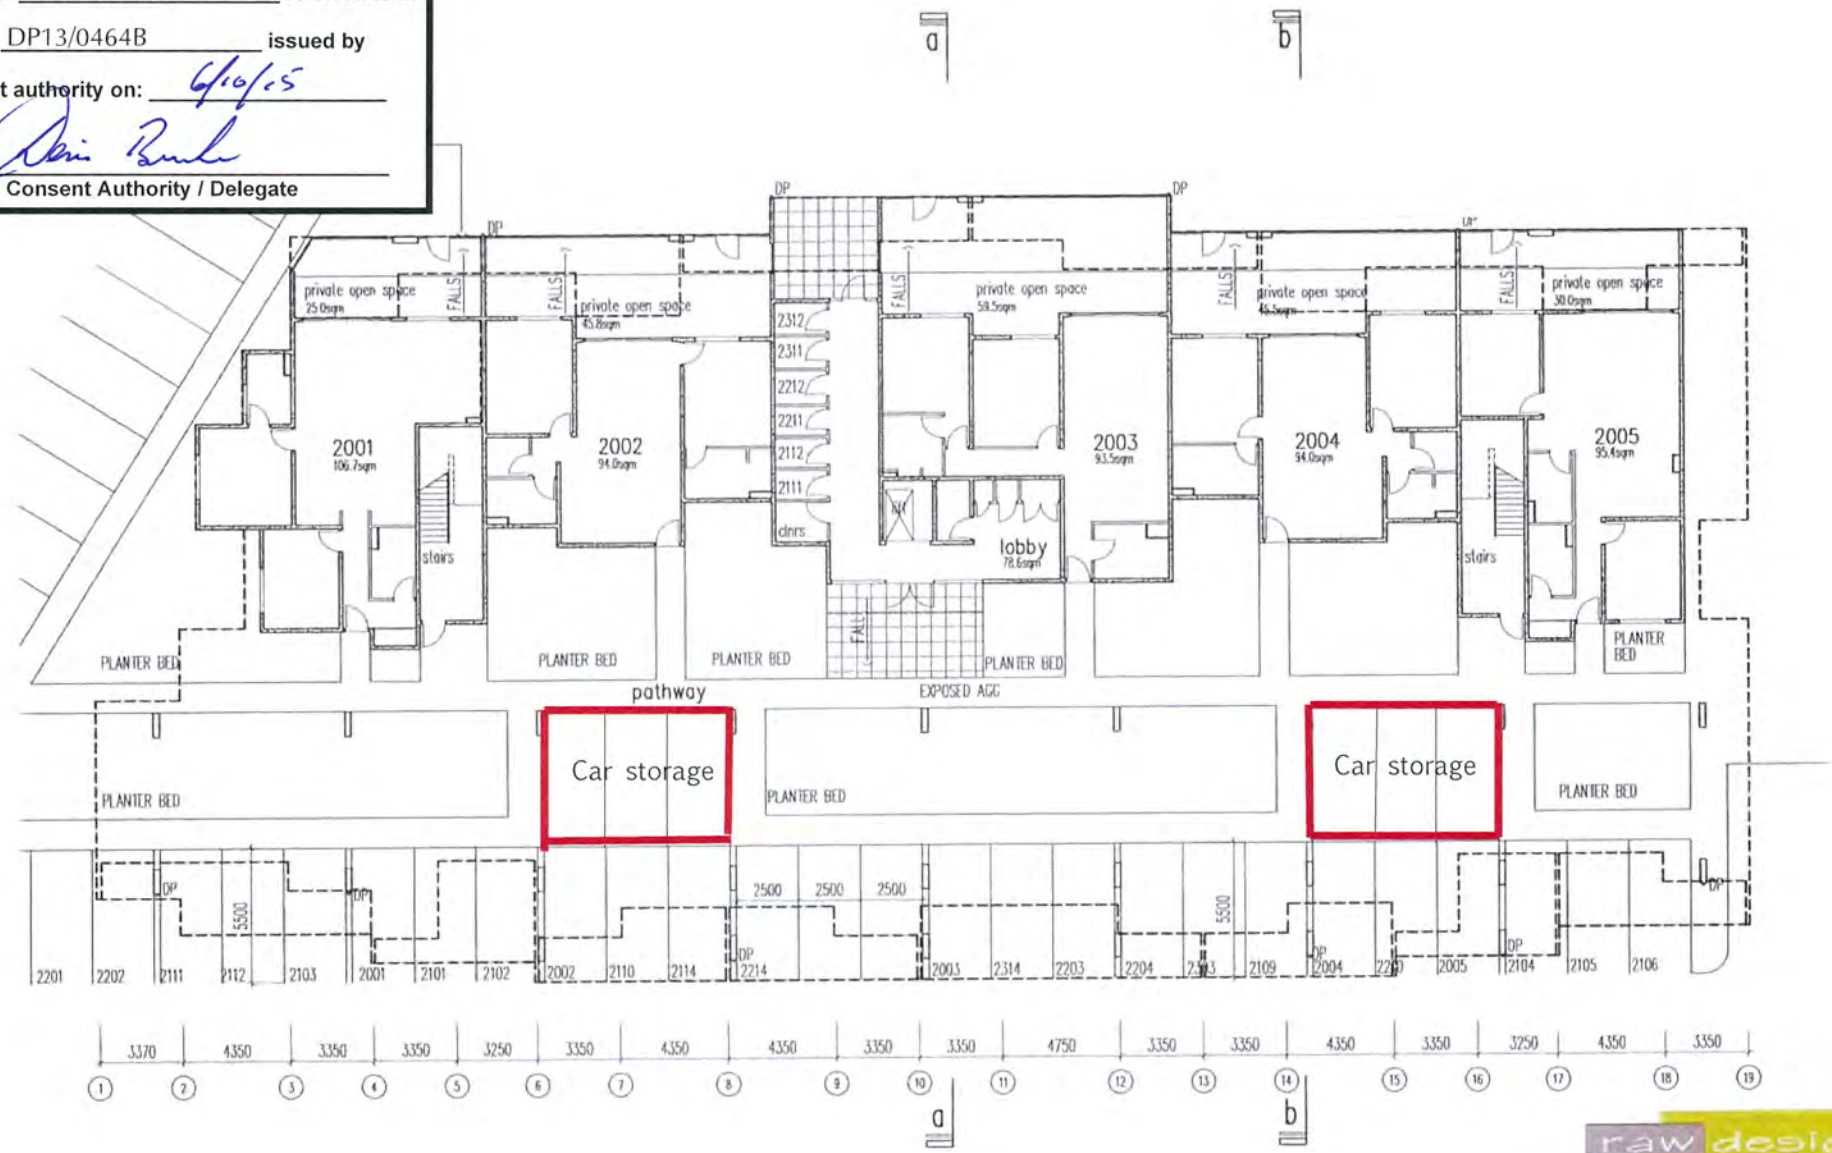 DP13/0464B issued by
t authority on: 6/10/15
Consent Authority / Delegate
a
b
DP
DP
DP
DP
private open space
25.0sqm
FALLS
FALLS
private open space
45.8sqm
FALLS
private open space
59.5sqm
FALLS
private open space
FALLS
private open space
30.0sqm
2312
2311
2212
2211
2112
2111
clnrs
2001
106.7sqm
2002
94.0sqm
2003
93.5sqm
2004
94.0sqm
2005
95.4sqm
stairs
lift
lobby
78.6sqm
stairs
FALL
PLANTER BED
PLANTER BED
PLANTER BED
PLANTER BED
PLANTER
BED
pathway
EXPOSED AGG
Car storage
Car storage
PLANTER BED
PLANTER BED
PLANTER BED
DP
DP
DP
5500
2500
2500
2500
5500
DP
DP
DP
2201
2202
2111
2112
2103
2001
2101
2102
2002
2110
2114
2214
2003
2314
2203
2204
2109
2004
2005
2104
2105
2106
3370
4350
3350
3350
3250
3350
4350
4350
3350
3350
4750
3350
3350
4350
3350
3250
4350
3350
1
2
3
4
5
6
7
8
9
10
11
12
13
14
15
16
17
18
19
a
b
raw desig